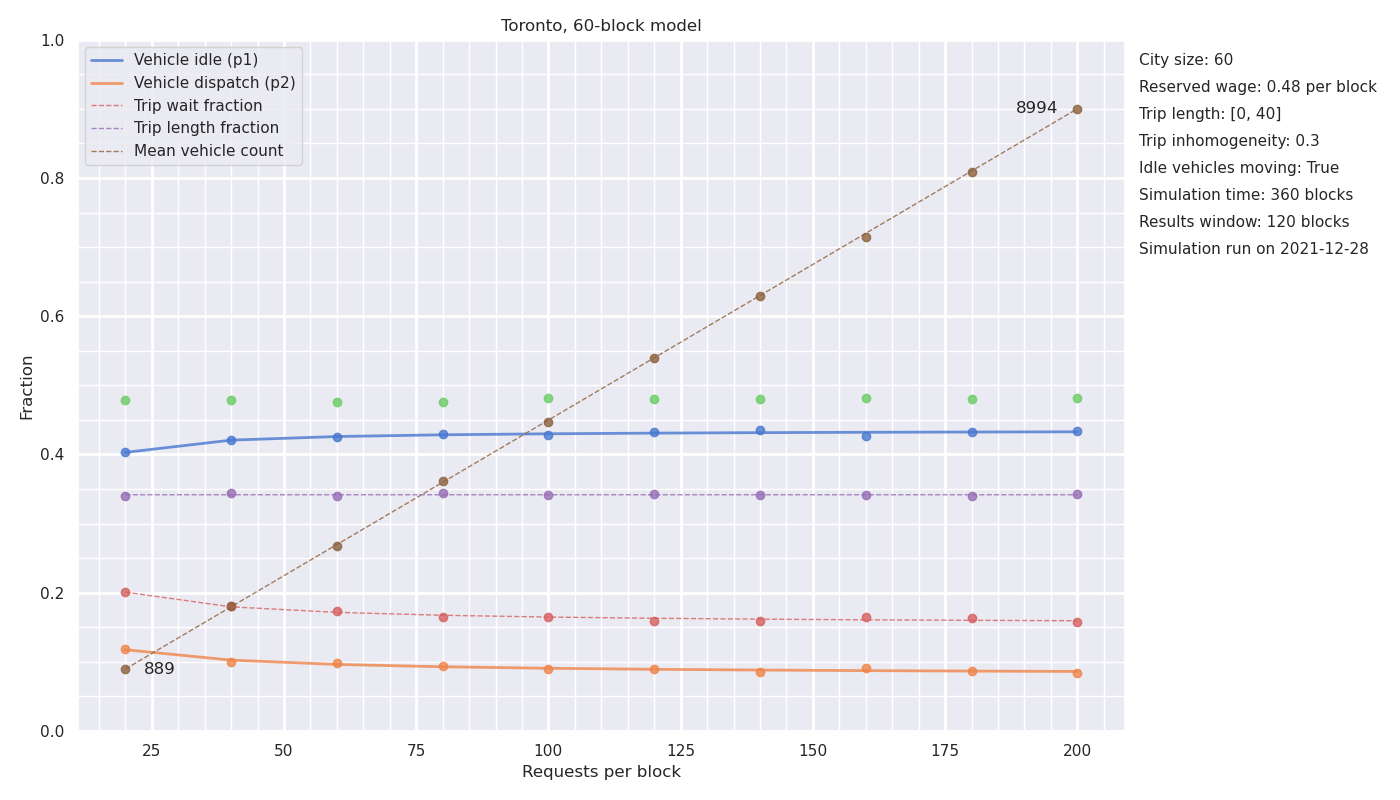 Toronto, 60-block model
1.0
0.8
0.6
0.4
0.2
0.0
Fraction
Vehicle idle (p1)
Vehicle dispatch (p2)
Trip wait fraction
Trip length fraction
Mean vehicle count
8994
889
25
50
75
100
125
150
175
200
Requests per block
City size: 60
Reserved wage: 0.48 per block
Trip length: [0, 40]
Trip inhomogeneity: 0.3
Idle vehicles moving: True
Simulation time: 360 blocks
Results window: 120 blocks
Simulation run on 2021-12-28